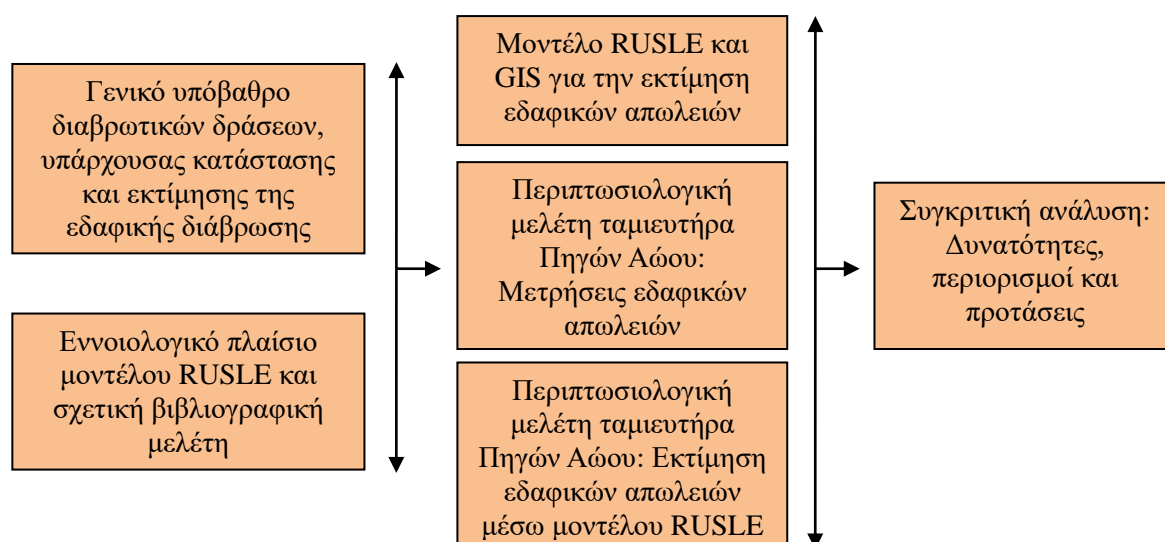 Γενικό υπόβαθρο
διαβρωτικών δράσεων,
υπάρχουσας κατάστασης
και εκτίμησης της
εδαφικής διάβρωσης
Εννοιολογικό πλαίσιο
μοντέλου RUSLE και
σχετική βιβλιογραφική
μελέτη
Μοντέλο RUSLE και
GIS για την εκτίμηση
εδαφικών απωλειών
Περιπτωσιολογική
μελέτη ταμιευτήρα
Πηγών Αώου:
Μετρήσεις εδαφικών
απωλειών
Περιπτωσιολογική
μελέτη ταμιευτήρα
Πηγών Αώου: Εκτίμηση
εδαφικών απωλειών
μέσω μοντέλου RUSLE
Συγκριτική ανάλυση:
Δυνατότητες,
περιορισμοί και
προτάσεις